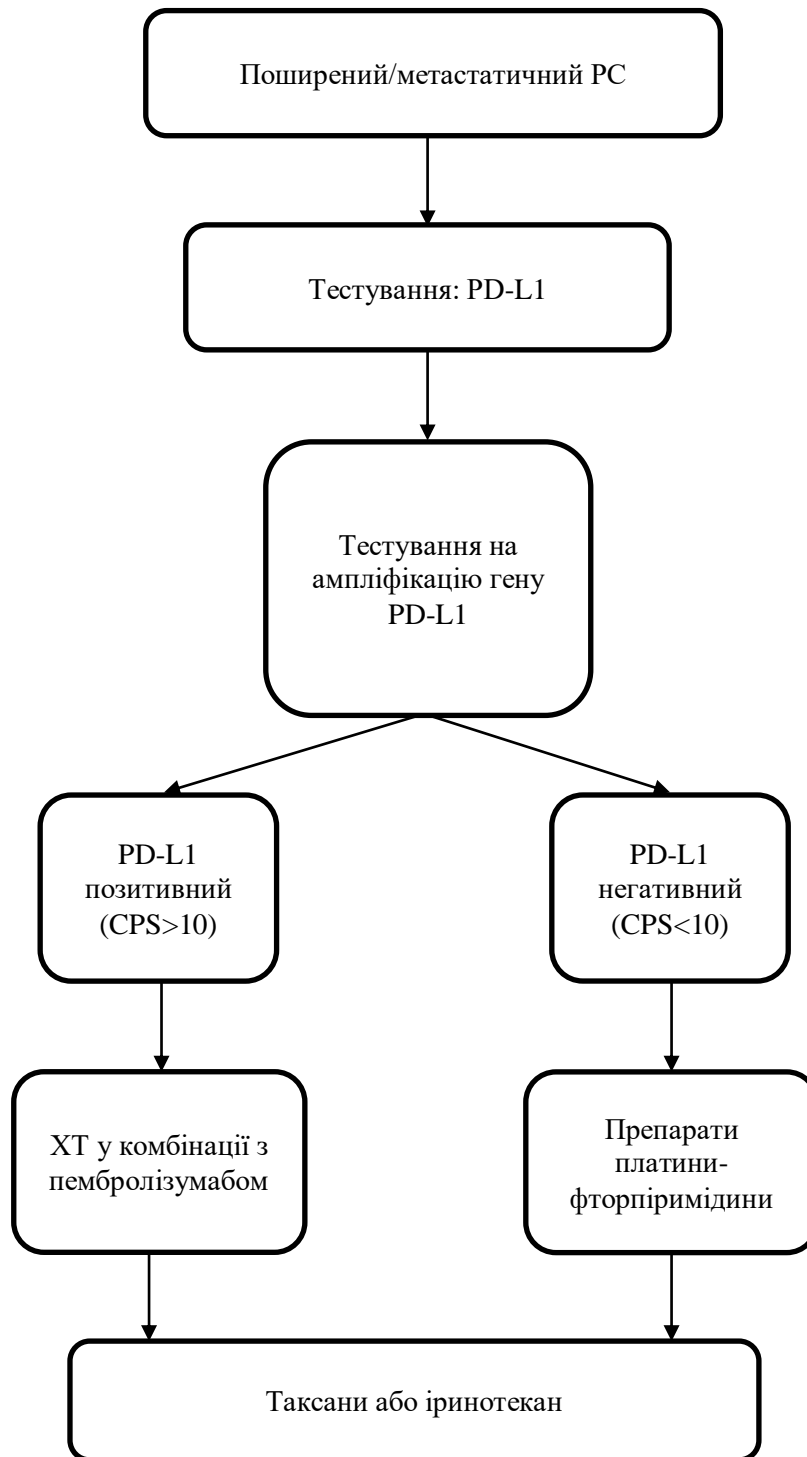 Поширений/метастатичний РС
Тестування: PD-L1
Тестування на
ампліфікацію гену
PD-L1
PD-L1
позитивний
(CPS>10)
PD-L1
негативний
(CPS<10)
ХТ у комбінації з
пембролізумабом
Препарати
платини-
фторпіримідини
Таксани або іринотекан